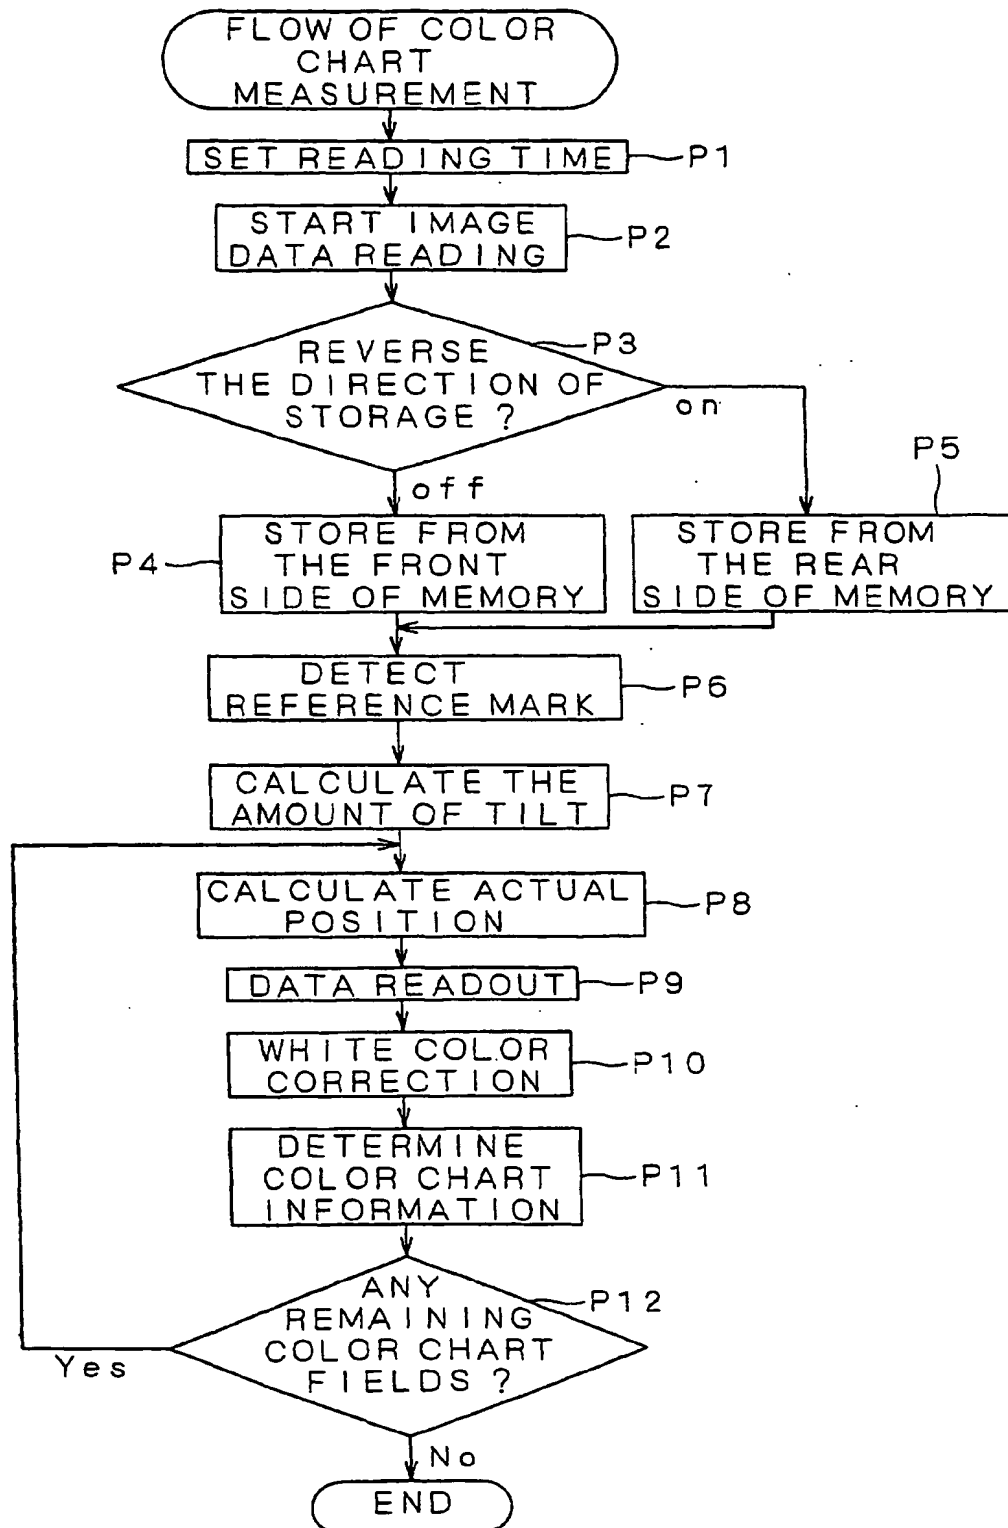 FLOW OF COLOR
CHART
MEASUREMENT
SET READING TIME
P1
START IMAGE
DATA READING
P2
REVERSE
THE DIRECTION OF
STORAGE ?
P3
on
off
P5
P4
STORE FROM
THE FRONT
SIDE OF MEMORY
STORE FROM
THE REAR
SIDE OF MEMORY
DETECT
REFERENCE MARK
P6
CALCULATE THE
AMOUNT OF TILT
P7
CALCULATE ACTUAL
POSITION
P8
DATA READOUT
P9
WHITE COLOR
CORRECTION
P10
DETERMINE
COLOR CHART
INFORMATION
P11
ANY
REMAINING
COLOR CHART
FIELDS ?
P12
Yes
No
END